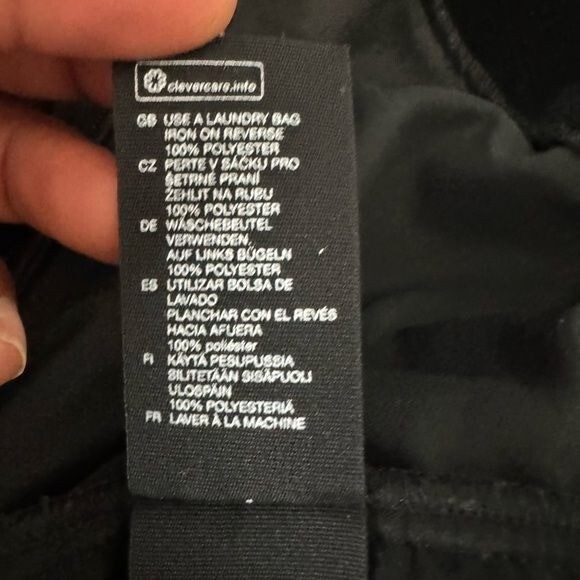 clevercare.info
GB USE A LAUNDRY BAG
IRON ON REVERSE
100% POLYESTER
CZ PERTE V SÁČKU PRO
ŠETRNÉ PRANÍ
ŽEHLIT NA RUBU
100% POLYESTER
DE WÄSCHEBEUTEL
VERWENDEN.
AUF LINKS BÜGELN
100% POLYESTER
ES UTILIZAR BOLSA DE
LAVADO
PLANCHAR CON EL REVÉS
HACIA AFUERA
100% poliéster
FI KÄYTÄ PESUPUSSIA
SILITETÄÄN SISÄPUOLI
ULOSPÄIN
100% POLYESTERIÄ
FR LAVER À LA MACHINE